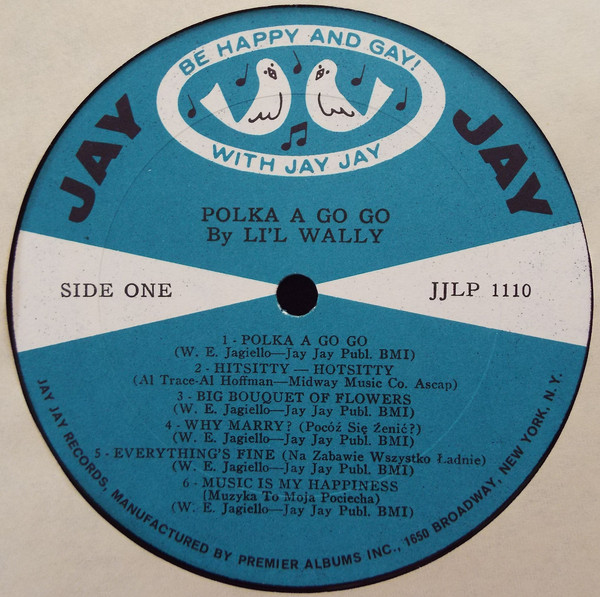 BE HAPPY AND GAY!
WITH JAY JAY
JAY JAY
POLKA A GO GO
By LI'L WALLY
SIDE ONE
JJLP 1110
1 - POLKA A GO GO
(W. E. Jagiello—Jay Jay Publ. BMI)
2 - HITSITTY — HOTSITTY
(Al Trace-Al Hoffman—Midway Music Co. Ascap)
3 - BIG BOUQUET OF FLOWERS
(W. E. Jagiello—Jay Jay Publ. BMI)
4 - WHY MARRY? (Pocóż Się Żenić?)
(W. E. Jagiello—Jay Jay Publ. BMI)
5 - EVERYTHING'S FINE (Na Zabawie Wszystko Ładnie)
(W. E. Jagiello—Jay Jay Publ. BMI)
6 - MUSIC IS MY HAPPINESS
(Muzyka To Moja Pociecha)
(W. E. Jagiello—Jay Jay Publ. BMI)
JAY JAY RECORDS, MANUFACTURED BY PREMIER ALBUMS INC., 1650 BROADWAY, NEW YORK, N. Y.